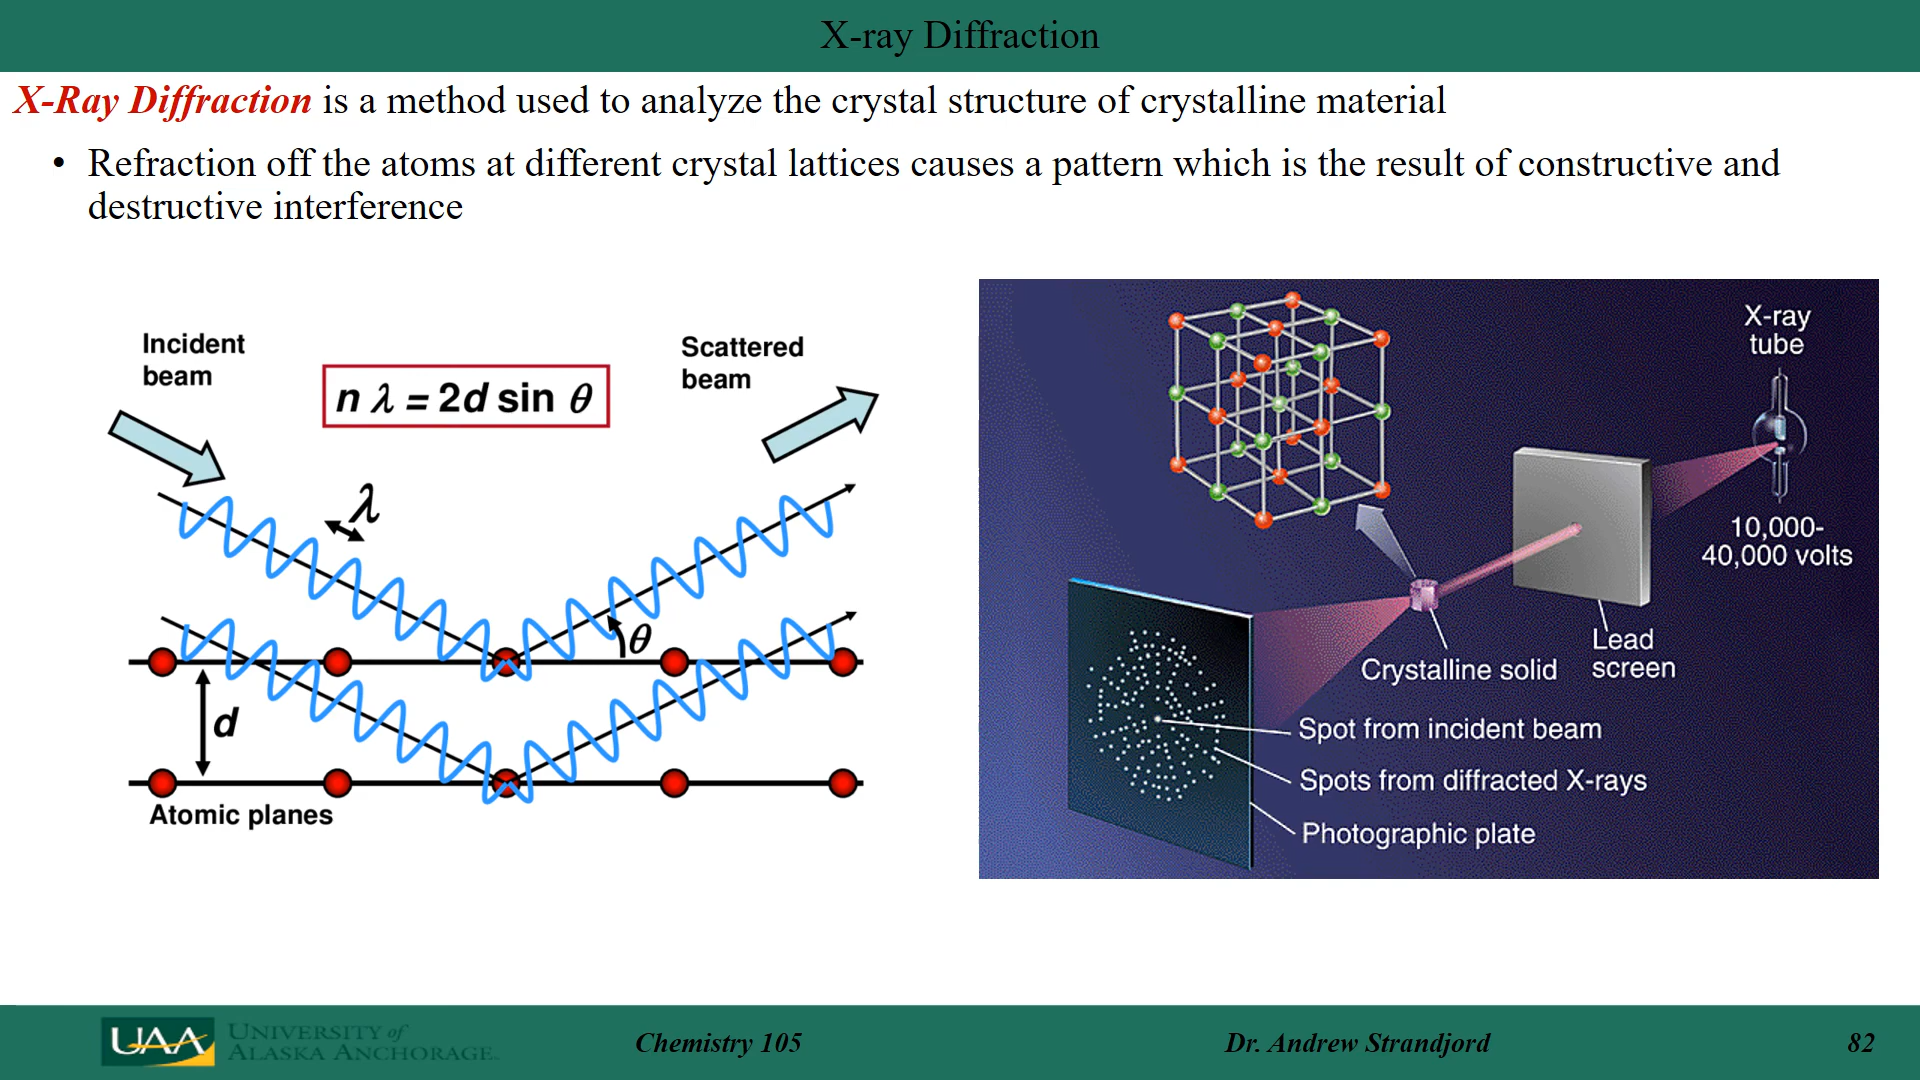 X-ray Diffraction
X-Ray Diffraction is a method used to analyze the crystal structure of crystalline material
• Refraction off the atoms at different crystal lattices causes a pattern which is the result of constructive and
destructive interference
Incident
beam
n λ = 2d sin θ
Scattered
beam
λ
θ
d
Atomic planes
X-ray
tube
10,000-
40,000 volts
Lead
screen
Crystalline solid
Spot from incident beam
Spots from diffracted X-rays
Photographic plate
UAA
UNIVERSITY of
ALASKA ANCHORAGE
Chemistry 105
Dr. Andrew Strandjord
82